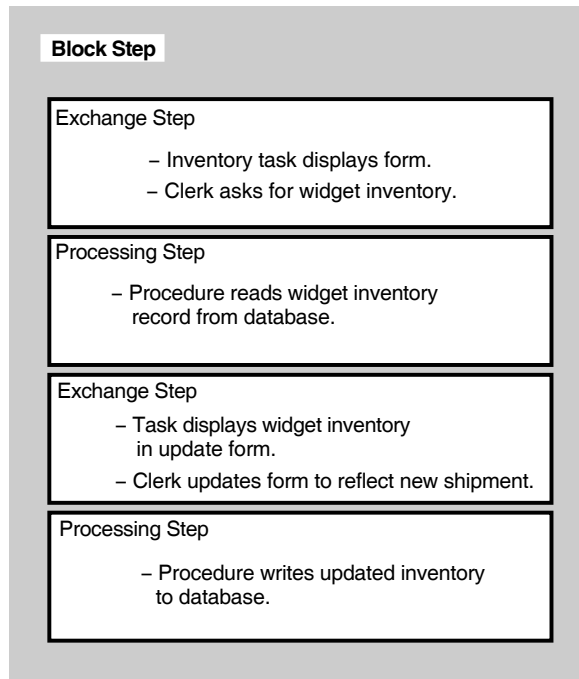 Block Step
Exchange Step
– Inventory task displays form.
– Clerk asks for widget inventory.
Processing Step
– Procedure reads widget inventory
record from database.
Exchange Step
– Task displays widget inventory
in update form.
– Clerk updates form to reflect new shipment.
Processing Step
– Procedure writes updated inventory
to database.